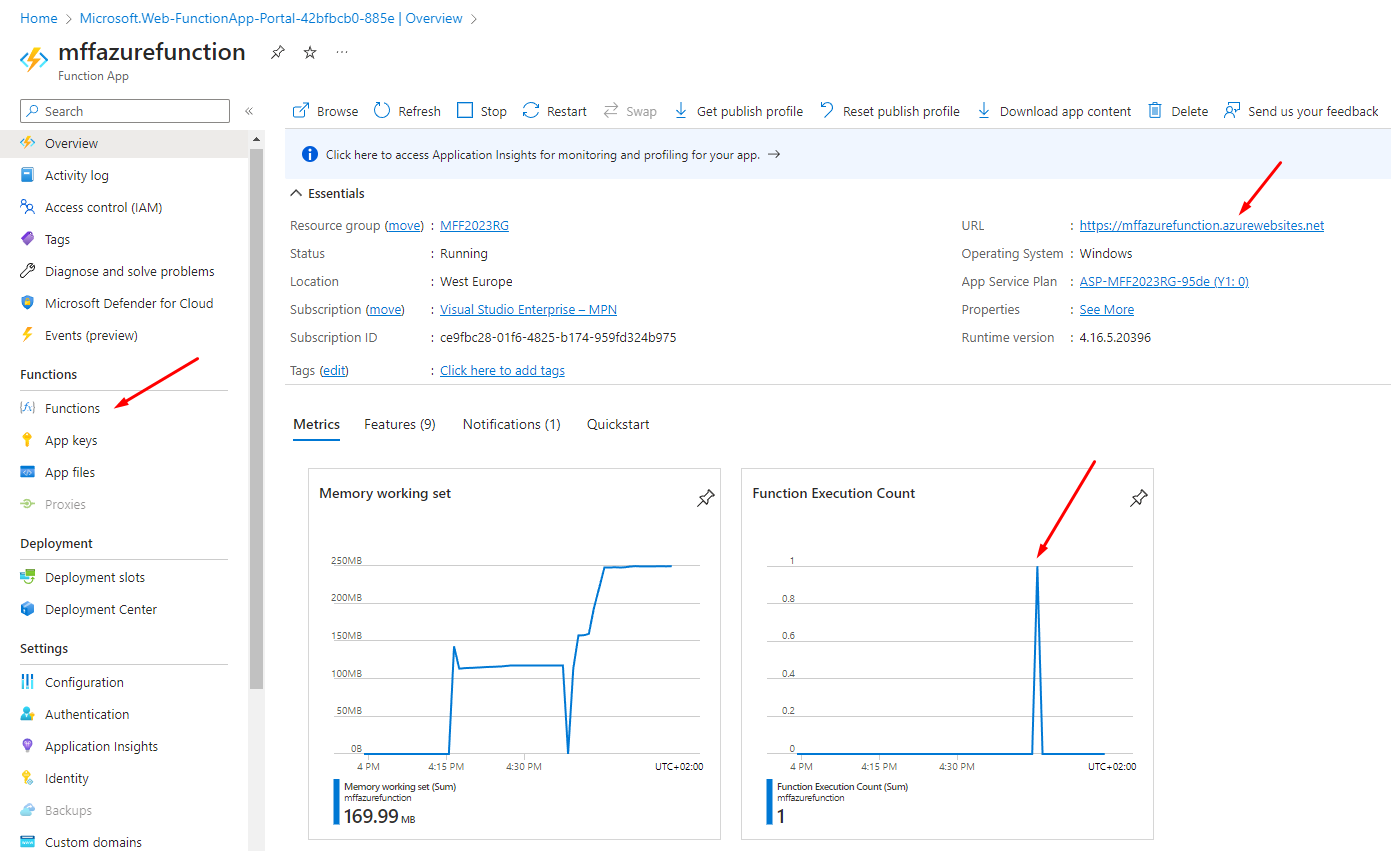 Home > Microsoft.Web-FunctionApp-Portal-42bfbcb0-885e | Overview >
mffazurefunction
Function App
Search
«
Overview
Activity log
Access control (IAM)
Tags
Diagnose and solve problems
Microsoft Defender for Cloud
Events (preview)
Functions
Functions
App keys
App files
Proxies
Deployment
Deployment slots
Deployment Center
Settings
Configuration
Authentication
Application Insights
Identity
Backups
Custom domains
Browse Refresh Stop Restart Swap Get publish profile Reset publish profile Download app content Delete Send us your feedback
Click here to access Application Insights for monitoring and profiling for your app. →
Essentials
Resource group (move) : MFF2023RG
Status : Running
Location : West Europe
Subscription (move) : Visual Studio Enterprise – MPN
Subscription ID : ce9fbc28-01f6-4825-b174-959fd324b975
Tags (edit) : Click here to add tags
URL : https://mffazurefunction.azurewebsites.net
Operating System : Windows
App Service Plan : ASP-MFF2023RG-95de (Y1: 0)
Properties : See More
Runtime version : 4.16.5.20396
Metrics Features (9) Notifications (1) Quickstart
Memory working set
250MB
200MB
150MB
100MB
50MB
0B
4 PM 4:15 PM 4:30 PM UTC+02:00
Memory working set (Sum)
mffazurefunction
169.99 MB
Function Execution Count
1
0.8
0.6
0.4
0.2
0
4 PM 4:15 PM 4:30 PM UTC+02:00
Function Execution Count (Sum)
mffazurefunction
1